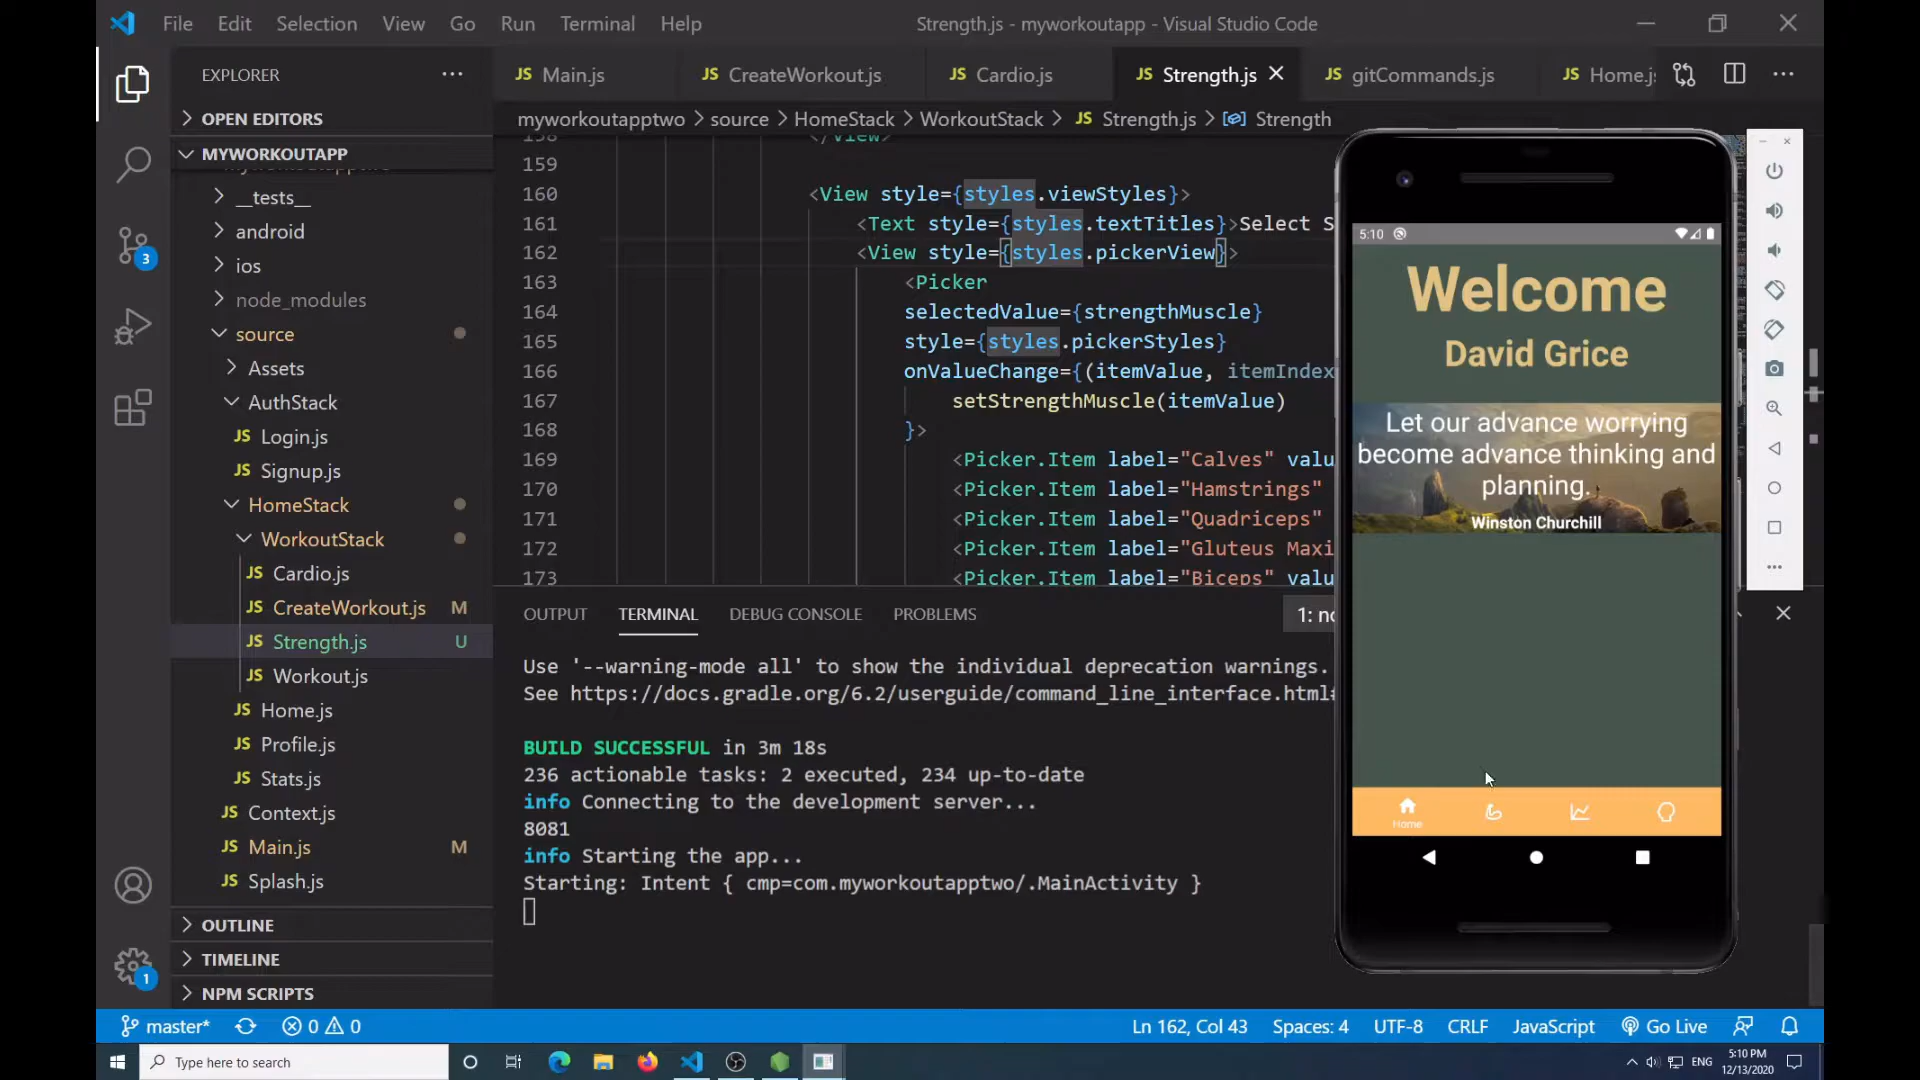 File Edit Selection View Go Run Terminal Help
Strength.js - myworkoutapp - Visual Studio Code
EXPLORER
OPEN EDITORS
MYWORKOUTAPP
__tests__
android
ios
node_modules
source
Assets
AuthStack
JS Login.js
JS Signup.js
HomeStack
WorkoutStack
JS Cardio.js
JS CreateWorkout.js M
JS Strength.js U
JS Workout.js
JS Home.js
JS Profile.js
JS Stats.js
JS Context.js
JS Main.js M
JS Splash.js
OUTLINE
TIMELINE
NPM SCRIPTS
3
1
JS Main.js JS CreateWorkout.js JS Cardio.js JS Strength.js JS gitCommands.js JS Home.js
myworkoutapptwo > source > HomeStack > WorkoutStack > JS Strength.js > Strength
158 </View>
159
160 <View style={styles.viewStyles}>
161 <Text style={styles.textTitles}>Select S
162 <View style={styles.pickerView}>
163 <Picker
164 selectedValue={strengthMuscle}
165 style={styles.pickerStyles}
166 onValueChange={(itemValue, itemIndex
167 setStrengthMuscle(itemValue)
168 }>
169 <Picker.Item label="Calves" valu
170 <Picker.Item label="Hamstrings"
171 <Picker.Item label="Quadriceps"
172 <Picker.Item label="Gluteus Maxi
173 <Picker.Item label="Biceps" valu
OUTPUT TERMINAL DEBUG CONSOLE PROBLEMS 1: no
Use '--warning-mode all' to show the individual deprecation warnings.
See https://docs.gradle.org/6.2/userguide/command_line_interface.html#
BUILD SUCCESSFUL in 3m 18s
236 actionable tasks: 2 executed, 234 up-to-date
info Connecting to the development server...
8081
info Starting the app...
Starting: Intent { cmp=com.myworkoutapptwo/.MainActivity }
5:10
Welcome
David Grice
Let our advance worrying
become advance thinking and
planning.
Winston Churchill
Home
master* 0 0 Ln 162, Col 43 Spaces: 4 UTF-8 CRLF JavaScript Go Live
Type here to search
ENG
5:10 PM
12/13/2020